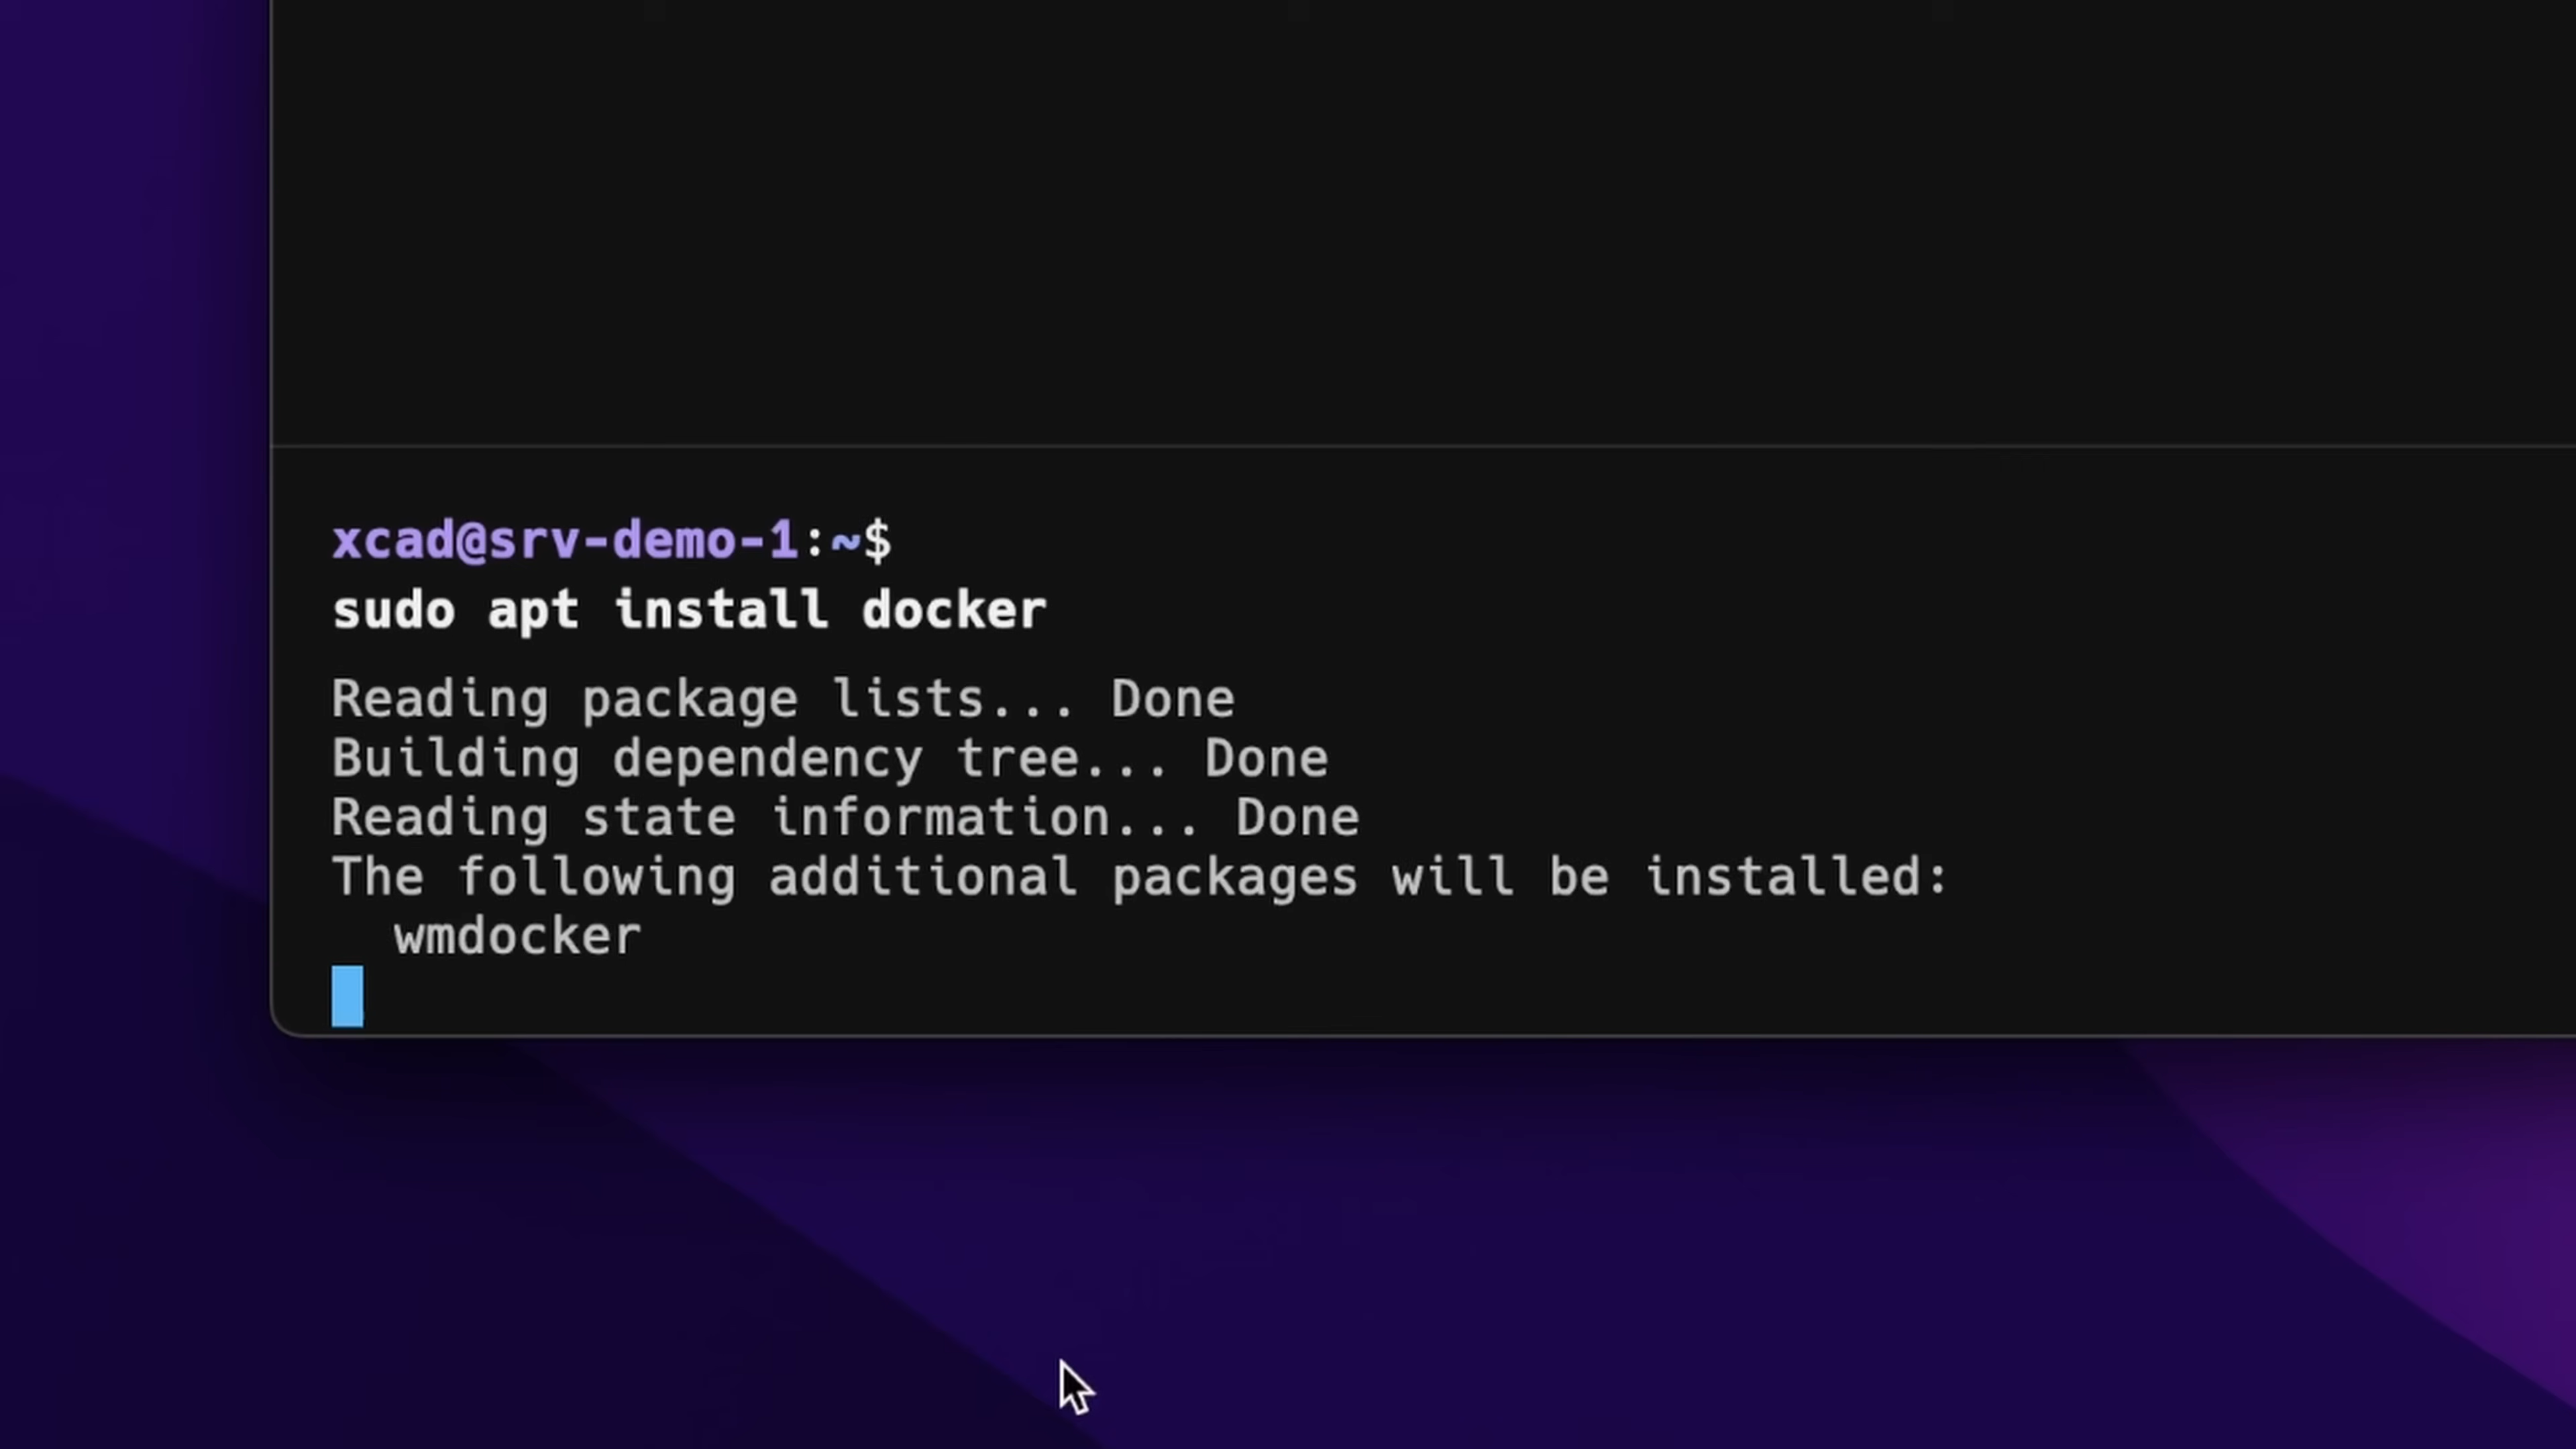 xcad@srv-demo-1:~$
sudo apt install docker
Reading package lists... Done
Building dependency tree... Done
Reading state information... Done
The following additional packages will be installed:
  wmdocker